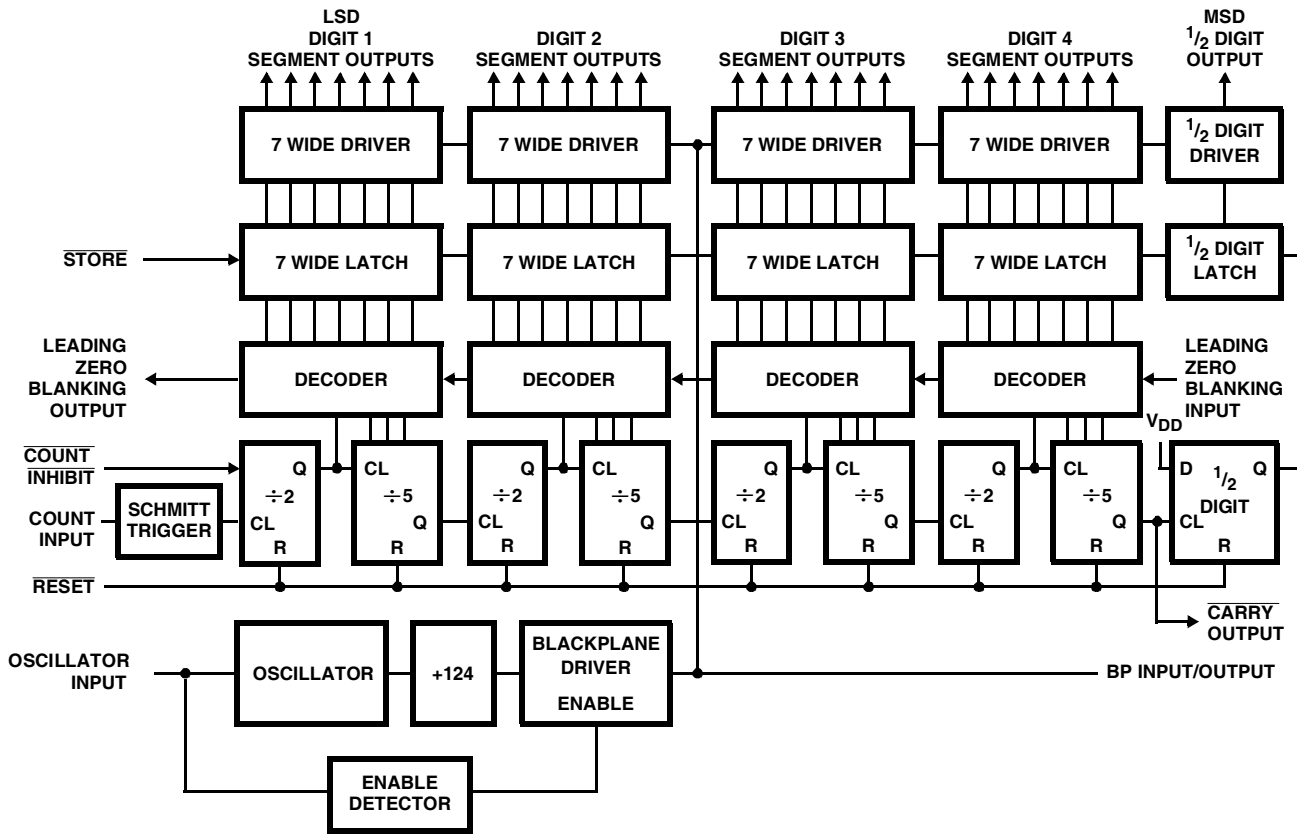 LSD
DIGIT 1
SEGMENT OUTPUTS
DIGIT 2
SEGMENT OUTPUTS
DIGIT 3
SEGMENT OUTPUTS
DIGIT 4
SEGMENT OUTPUTS
MSD
1/2 DIGIT
OUTPUT
7 WIDE DRIVER
7 WIDE DRIVER
7 WIDE DRIVER
7 WIDE DRIVER
1/2 DIGIT
DRIVER
STORE
7 WIDE LATCH
7 WIDE LATCH
7 WIDE LATCH
7 WIDE LATCH
1/2 DIGIT
LATCH
LEADING
ZERO
BLANKING
OUTPUT
DECODER
DECODER
DECODER
DECODER
LEADING
ZERO
BLANKING
INPUT
COUNT
INHIBIT
COUNT
INPUT
SCHMITT
TRIGGER
Q
÷2
CL
R
CL
÷5
Q
R
Q
÷2
CL
R
CL
÷5
Q
R
Q
÷2
CL
R
CL
÷5
Q
R
Q
÷2
CL
R
CL
÷5
Q
R
VDD
D
Q
1/2
DIGIT
CL
R
RESET
CARRY
OUTPUT
OSCILLATOR
INPUT
OSCILLATOR
+124
BLACKPLANE
DRIVER
ENABLE
BP INPUT/OUTPUT
ENABLE
DETECTOR